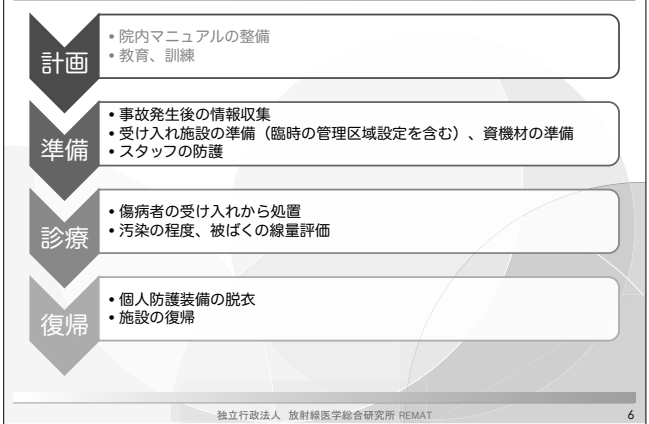 計画
• 院内マニュアルの整備
• 教育、訓練
準備
• 事故発生後の情報収集
• 受け入れ施設の準備（臨時の管理区域設定を含む）、資機材の準備
• スタッフの防護
診療
• 傷病者の受け入れから処置
• 汚染の程度、被ばくの線量評価
復帰
• 個人防護装備の脱衣
• 施設の復帰
独立行政法人 放射線医学総合研究所 REMAT
6